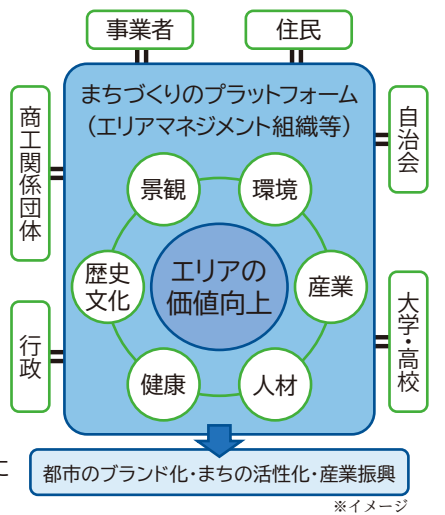 事業者
住民
まちづくりのプラットフォーム
(エリアマネジメント組織等)
商工関係団体
自治会
景観
環境
歴史
文化
エリアの
価値向上
産業
行政
大学・高校
健康
人材
に
都市のブランド化・まちの活性化・産業振興
※イメージ